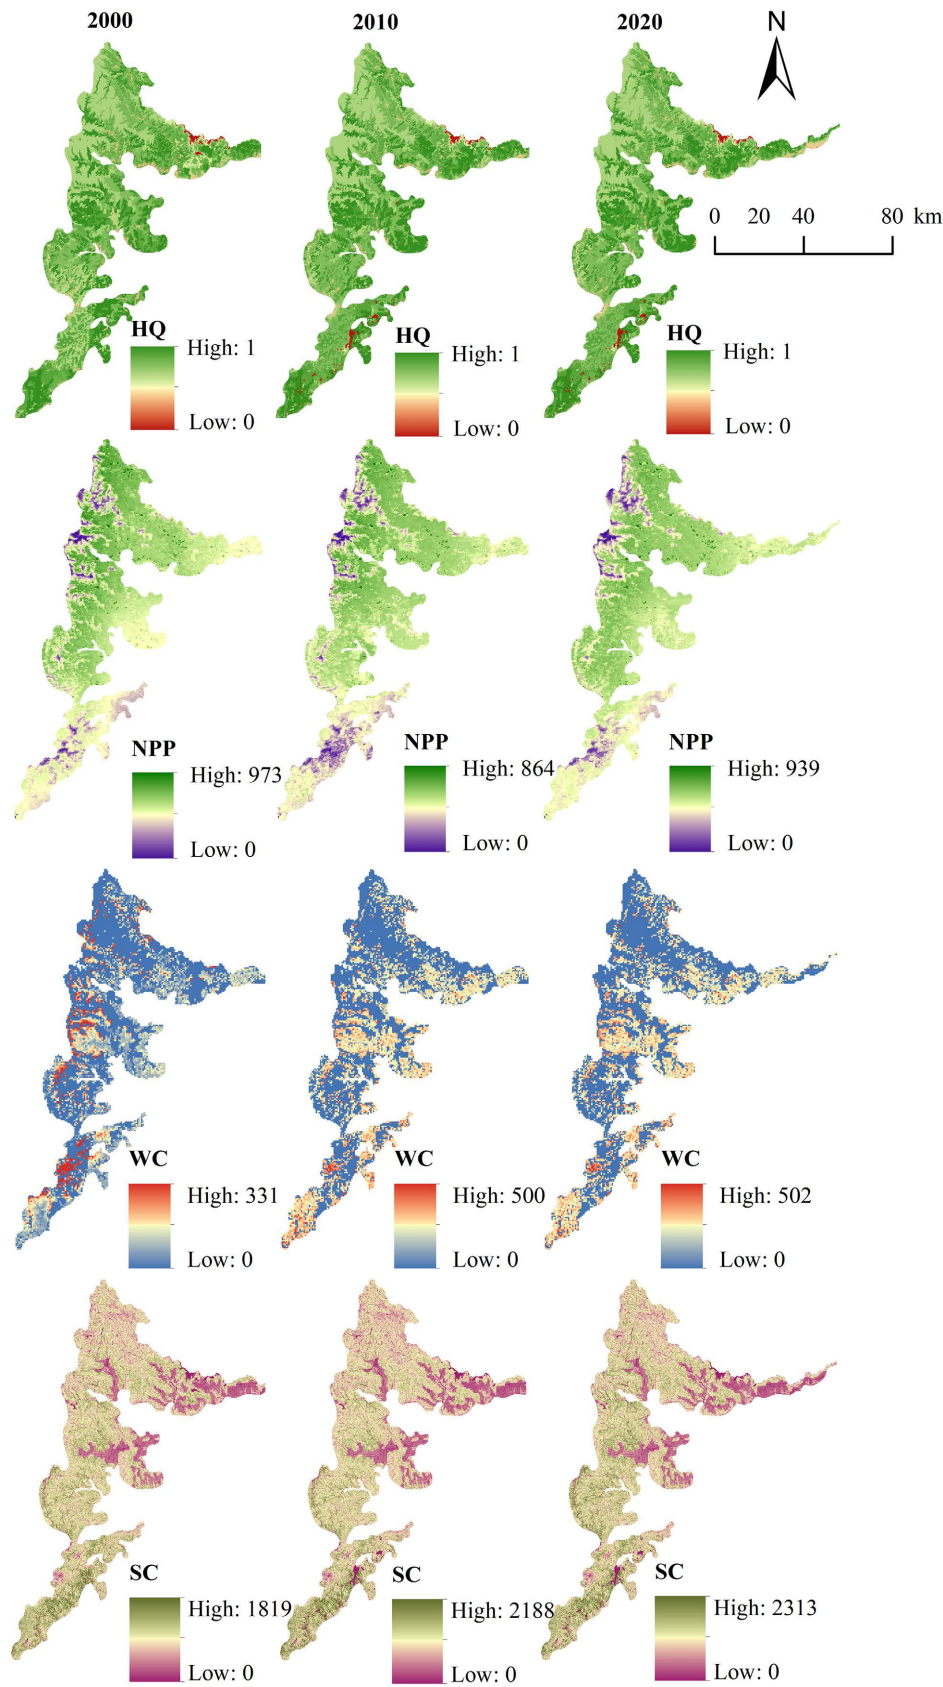 2000 2010 2020 N
0 20 40 80 km
HQ HQ HQ
High: 1 High: 1 High: 1
Low: 0 Low: 0 Low: 0
NPP NPP NPP
High: 973 High: 864 High: 939
Low: 0 Low: 0 Low: 0
WC WC WC
High: 331 High: 500 High: 502
Low: 0 Low: 0 Low: 0
SC SC SC
High: 1819 High: 2188 High: 2313
Low: 0 Low: 0 Low: 0